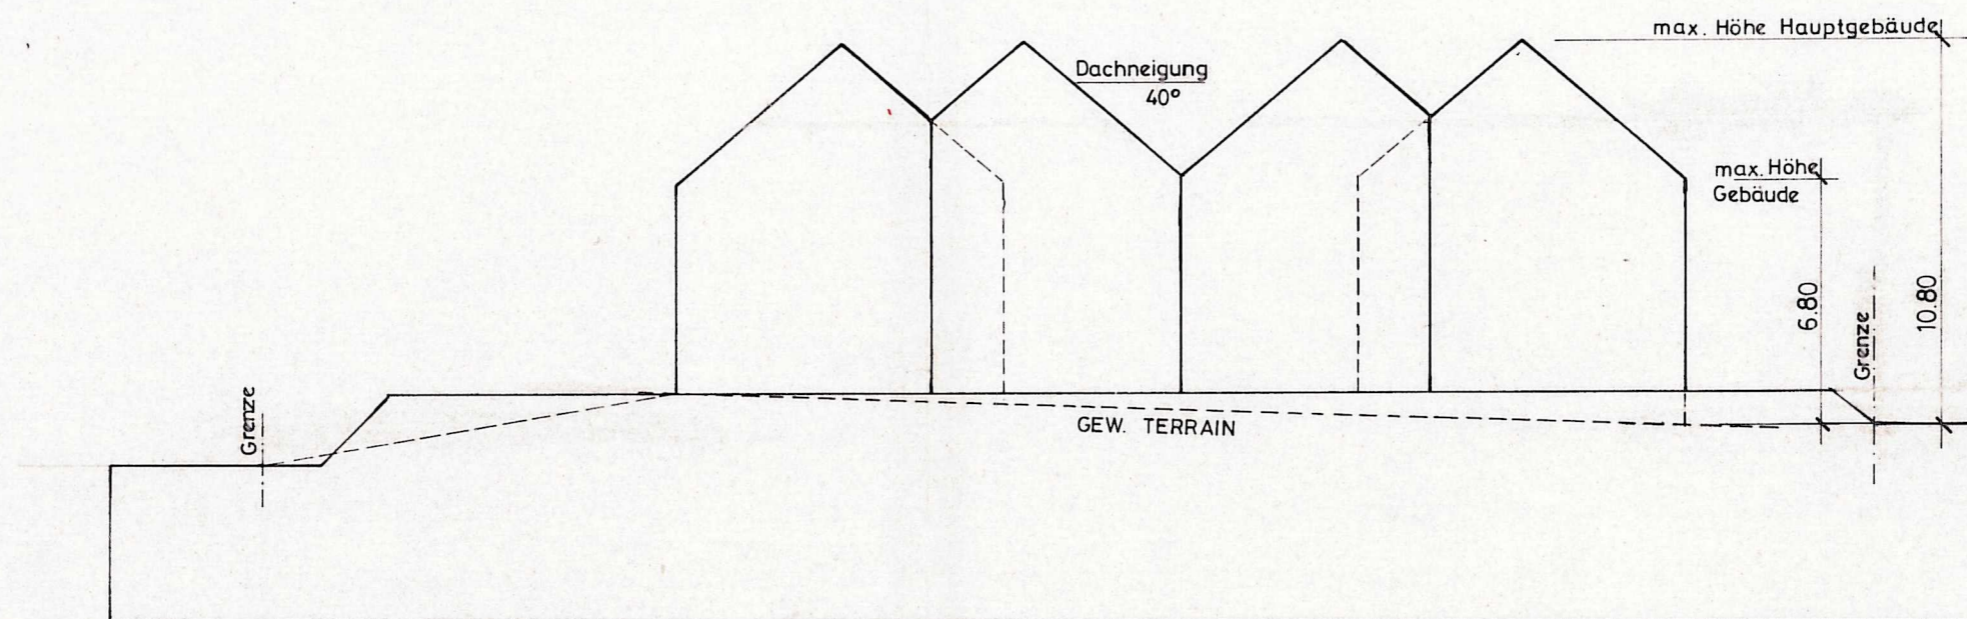 max. Höhe Hauptgebäude
Dachneigung
40°
max. Höhe
Gebäude
6.80
Grenze
10.80
Grenze
GEW. TERRAIN